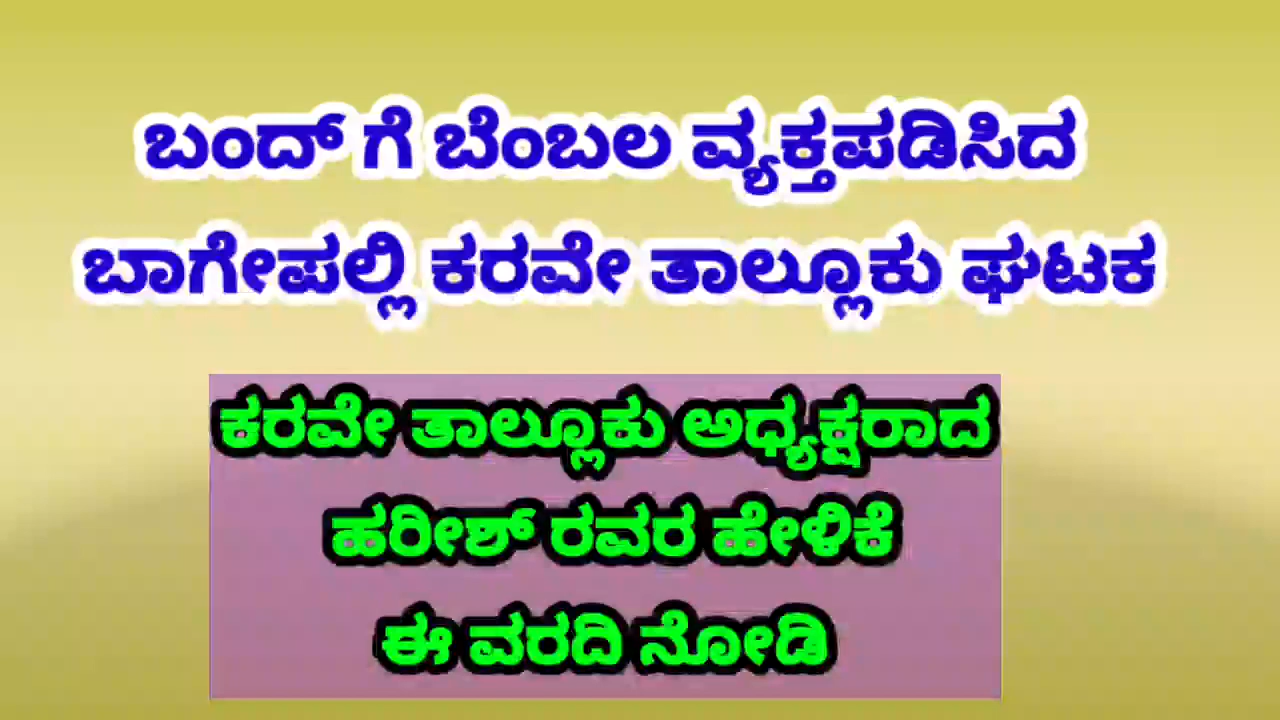 ಬಂದ್ ಗೆ ಬೆಂಬಲ ವ್ಯಕ್ತಪಡಿಸಿದ
ಬಾಗೇಪಲ್ಲಿ ಕರವೇ ತಾಲ್ಲೂಕು ಘಟಕ
ಕರವೇ ತಾಲ್ಲೂಕು ಅಧ್ಯಕ್ಷರಾದ
ಹರೀಶ್ ರವರ ಹೇಳಿಕೆ
ಈ ವರದಿ ನೋಡಿ